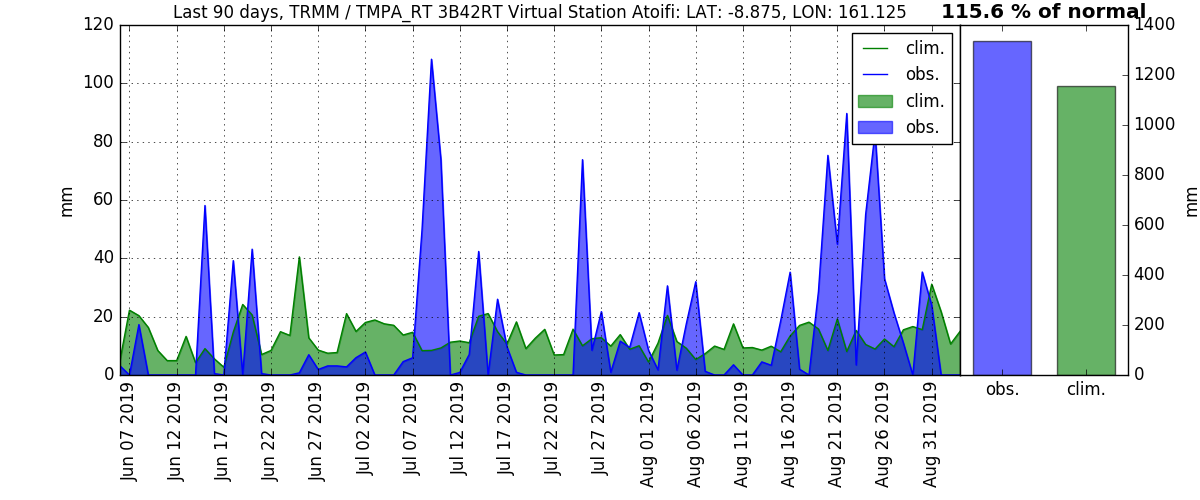 Last 90 days, TRMM / TMPA_RT 3B42RT Virtual Station Atoifi: LAT: -8.875, LON: 161.125
115.6 % of normal
120
100
80
60
40
20
0
mm
clim.
obs.
clim.
obs.
Jun 07 2019
Jun 12 2019
Jun 17 2019
Jun 22 2019
Jun 27 2019
Jul 02 2019
Jul 07 2019
Jul 12 2019
Jul 17 2019
Jul 22 2019
Jul 27 2019
Aug 01 2019
Aug 06 2019
Aug 11 2019
Aug 16 2019
Aug 21 2019
Aug 26 2019
Aug 31 2019
1400
1200
1000
800
600
400
200
0
mm
obs.
clim.